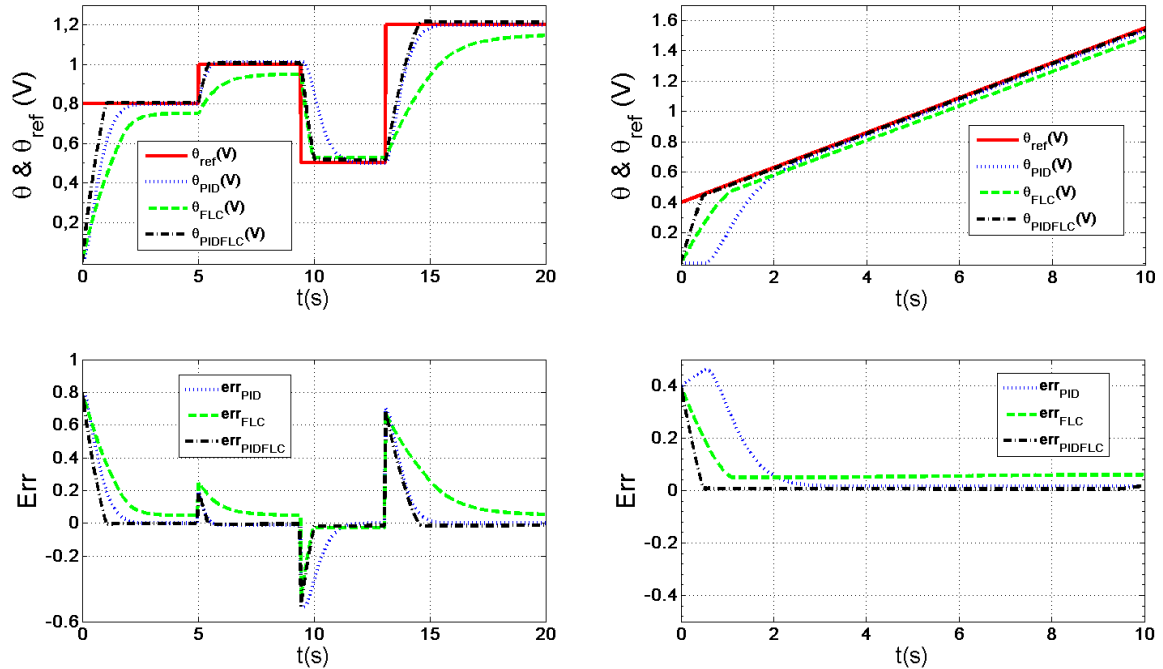 1,2
1
0.8
0.6
0.4
0.2
0 5 10 15 20
t(s)
θ & θref (V)
θref(V)
θPID(V)
θFLC(V)
θPIDFLC(V)
1.6
1.4
1.2
1
0.8
0.6
0.4
0.2
0 2 4 6 8 10
t(s)
θ & θref (V)
θref(V)
θPID(V)
θFLC(V)
θPIDFLC(V)
1
0.8
0.6
0.4
0.2
0
-0.2
-0.4
-0.6
0 5 10 15 20
t(s)
Err
errPID
errFLC
errPIDFLC
0.4
0.2
0
-0.2
-0.4
0 2 4 6 8 10
t(s)
Err
errPID
errFLC
errPIDFLC